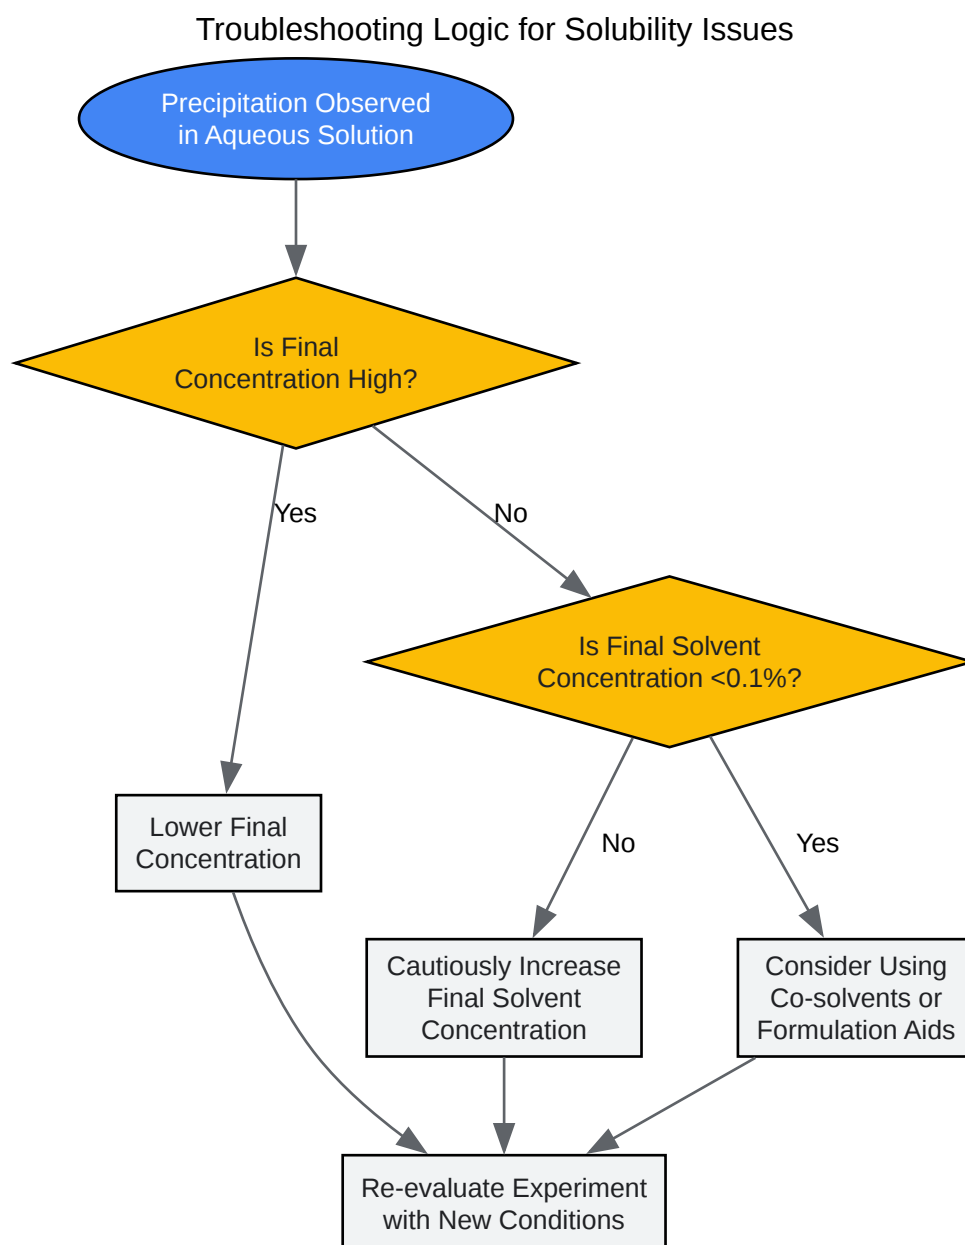 Troubleshooting Logic for Solubility Issues
Precipitation Observed
in Aqueous Solution
Is Final
Concentration High?
Yes
No
Is Final Solvent
Concentration <0.1%?
Lower Final
Concentration
No
Yes
Cautiously Increase
Final Solvent
Concentration
Consider Using
Co-solvents or
Formulation Aids
Re-evaluate Experiment
with New Conditions